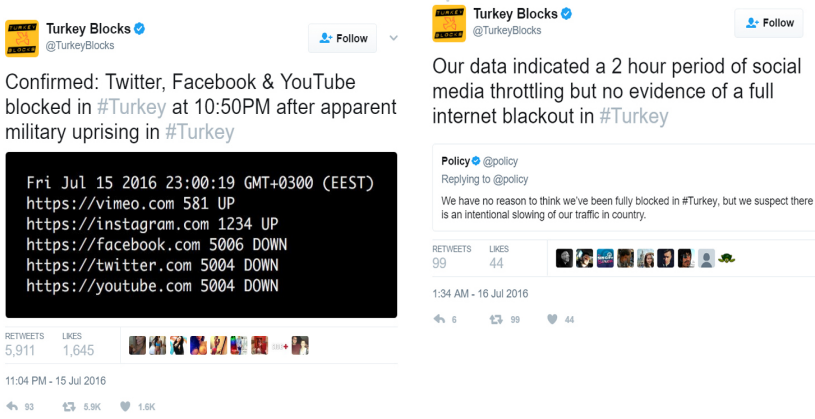 TURKEY
BLOCKS
Turkey Blocks
@TurkeyBlocks
Follow
Confirmed: Twitter, Facebook & YouTube
blocked in #Turkey at 10:50PM after apparent
military uprising in #Turkey
Fri Jul 15 2016 23:00:19 GMT+0300 (EEST)
https://vimeo.com 581 UP
https://instagram.com 1234 UP
https://facebook.com 5006 DOWN
https://twitter.com 5004 DOWN
https://youtube.com 5004 DOWN
RETWEETS LIKES
5,911 1,645
11:04 PM - 15 Jul 2016
93 5.9K 1.6K
TURKEY
BLOCKS
Turkey Blocks
@TurkeyBlocks
Follow
Our data indicated a 2 hour period of social
media throttling but no evidence of a full
internet blackout in #Turkey
Policy @policy
Replying to @policy
We have no reason to think we've been fully blocked in #Turkey, but we suspect there
is an intentional slowing of our traffic in country.
RETWEETS LIKES
99 44
1:34 AM - 16 Jul 2016
6 99 44